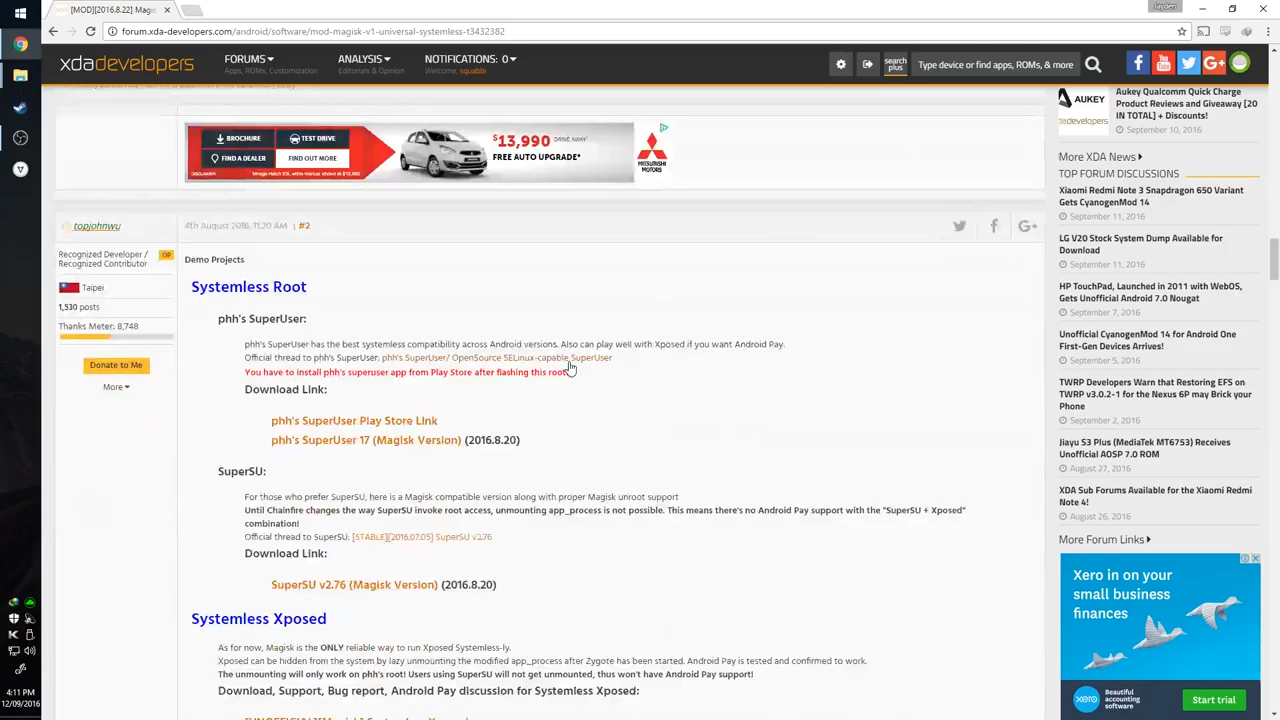 Jayden
[MOD][2016.8.22] Magis
forum.xda-developers.com/android/software/mod-magisk-v1-universal-systemless-t3432382
xdadevelopers
FORUMS
Apps, ROMs, Customization
ANALYSIS
Editorials & Opinion
NOTIFICATIONS: 0
Welcome, squabbi
search
plus
Type device or find apps, ROMs, & more
BROCHURE
TEST DRIVE
FIND A DEALER
FIND OUT MORE
$13,990 DRIVE AWAY!
FREE AUTO UPGRADE*
MITSUBISHI
MOTORS
topjohnwu
4th August 2016, 11:20 AM | #2
Recognized Developer /
Recognized Contributor
OP
Taipei
1,530 posts
Thanks Meter: 8,748
Donate to Me
More
Demo Projects
Systemless Root
phh's SuperUser:
phh's SuperUser has the best systemless compatibility across Android versions. Also can play well with Xposed if you want Android Pay.
Official thread to phh's SuperUser: phh's SuperUser/ OpenSource SELinux-capable SuperUser
You have to install phh's superuser app from Play Store after flashing this root
Download Link:
phh's SuperUser Play Store Link
phh's SuperUser 17 (Magisk Version) (2016.8.20)
SuperSU:
For those who prefer SuperSU, here is a Magisk compatible version along with proper Magisk unroot support
Until Chainfire changes the way SuperSU invoke root access, unmounting app_process is not possible. This means there's no Android Pay support with the "SuperSU + Xposed"
combination!
Official thread to SuperSU: [STABLE][2016.07.05] SuperSU v2.76
Download Link:
SuperSU v2.76 (Magisk Version) (2016.8.20)
Systemless Xposed
As for now, Magisk is the ONLY reliable way to run Xposed Systemless-ly.
Xposed can be hidden from the system by lazy unmounting the modified app_process after Zygote has been started. Android Pay is tested and confirmed to work.
The unmounting will only work on phh's root! Users using SuperSU will not get unmounted, thus won't have Android Pay support!
Download, Support, Bug report, Android Pay discussion for Systemless Xposed:
AUKEY
Aukey Qualcomm Quick Charge
Product Reviews and Giveaway [20
IN TOTAL] + Discounts!
September 10, 2016
More XDA News
TOP FORUM DISCUSSIONS
Xiaomi Redmi Note 3 Snapdragon 650 Variant
Gets CyanogenMod 14
September 11, 2016
LG V20 Stock System Dump Available for
Download
September 11, 2016
HP TouchPad, Launched in 2011 with WebOS,
Gets Unofficial Android 7.0 Nougat
September 7, 2016
Unofficial CyanogenMod 14 for Android One
First-Gen Devices Arrives!
September 5, 2016
TWRP Developers Warn that Restoring EFS on
TWRP v3.0.2-1 for the Nexus 6P may Brick your
Phone
September 2, 2016
Jiayu S3 Plus (MediaTek MT6753) Receives
Unofficial AOSP 7.0 ROM
August 27, 2016
XDA Sub Forums Available for the Xiaomi Redmi
Note 4!
August 26, 2016
More Forum Links
Xero in on your
small business
finances
xero
Beautiful
accounting
software
Start trial
4:11 PM
12/09/2016